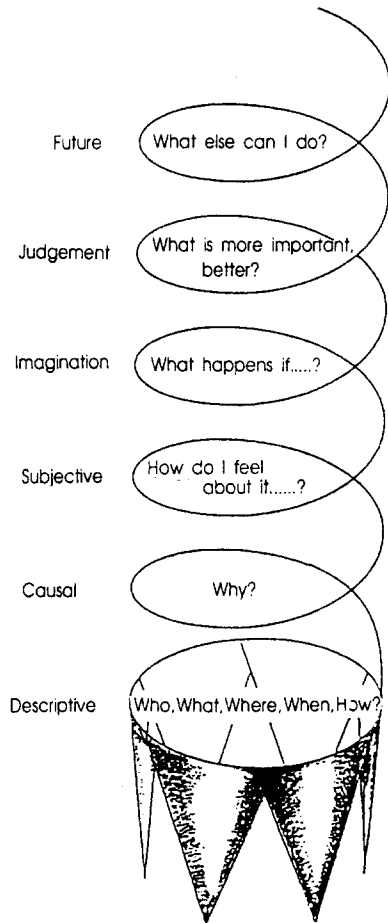 Future
What else can I do?
Judgement
What is more important,
better?
Imagination
What happens if.....?
Subjective
How do I feel
about it......?
Causal
Why?
Descriptive
Who, What, Where, When, How?